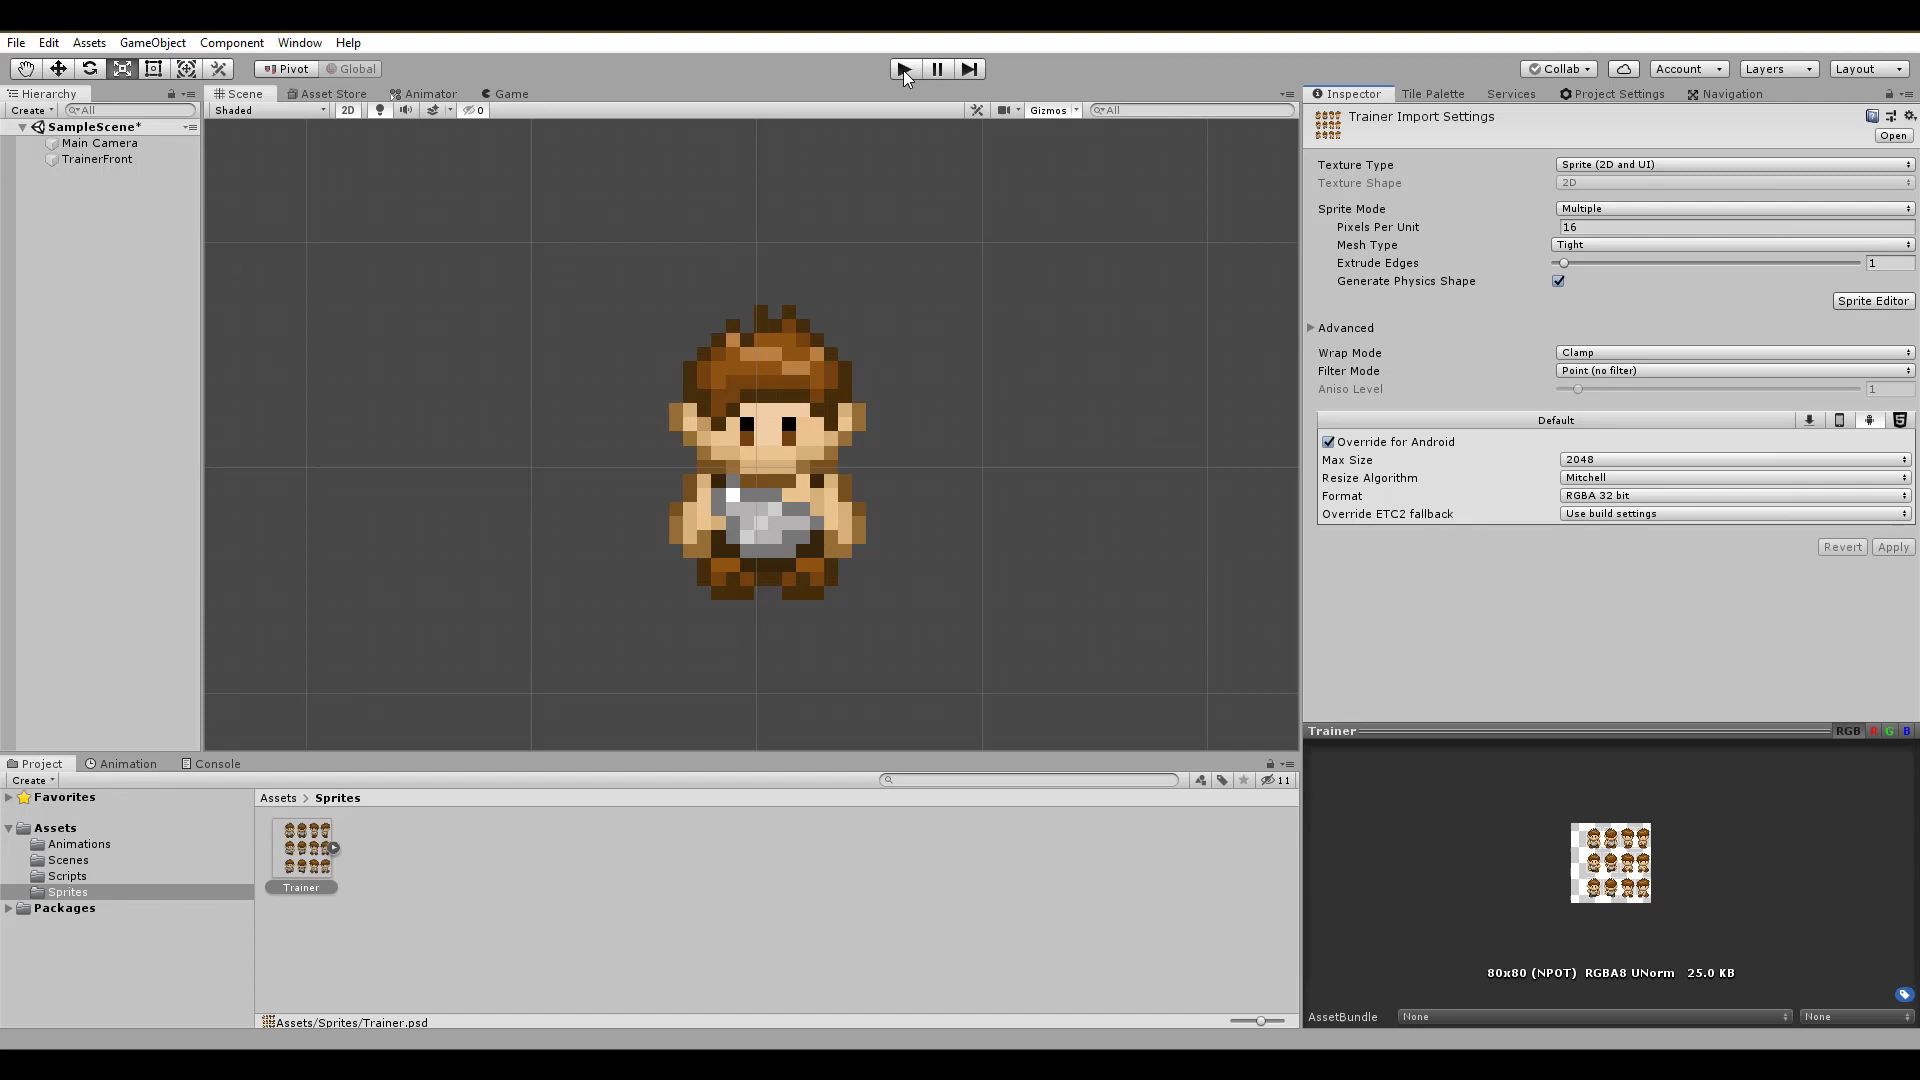 File Edit Assets GameObject Component Window Help
Pivot Global Collab Account Layers Layout
Hierarchy Scene Asset Store Animator Game Inspector Tile Palette Services Project Settings Navigation
Create All Shaded 2D 0 Gizmos All
Trainer Import Settings
Open
SampleScene*
Main Camera
TrainerFront
Texture Type Sprite (2D and UI)
Texture Shape 2D
Sprite Mode Multiple
Pixels Per Unit 16
Mesh Type Tight
Extrude Edges 1
Generate Physics Shape
Sprite Editor
Advanced
Wrap Mode Clamp
Filter Mode Point (no filter)
Aniso Level 1
Default
Override for Android
Max Size 2048
Resize Algorithm Mitchell
Format RGBA 32 bit
Override ETC2 fallback Use build settings
Revert Apply
Trainer RGB R G B
Project Animation Console
Create 11
Favorites
Assets
Animations
Scenes
Scripts
Sprites
Packages
Assets > Sprites
Trainer
Assets/Sprites/Trainer.psd
80x80 (NPOT) RGBA8 UNorm 25.0 KB
AssetBundle None None